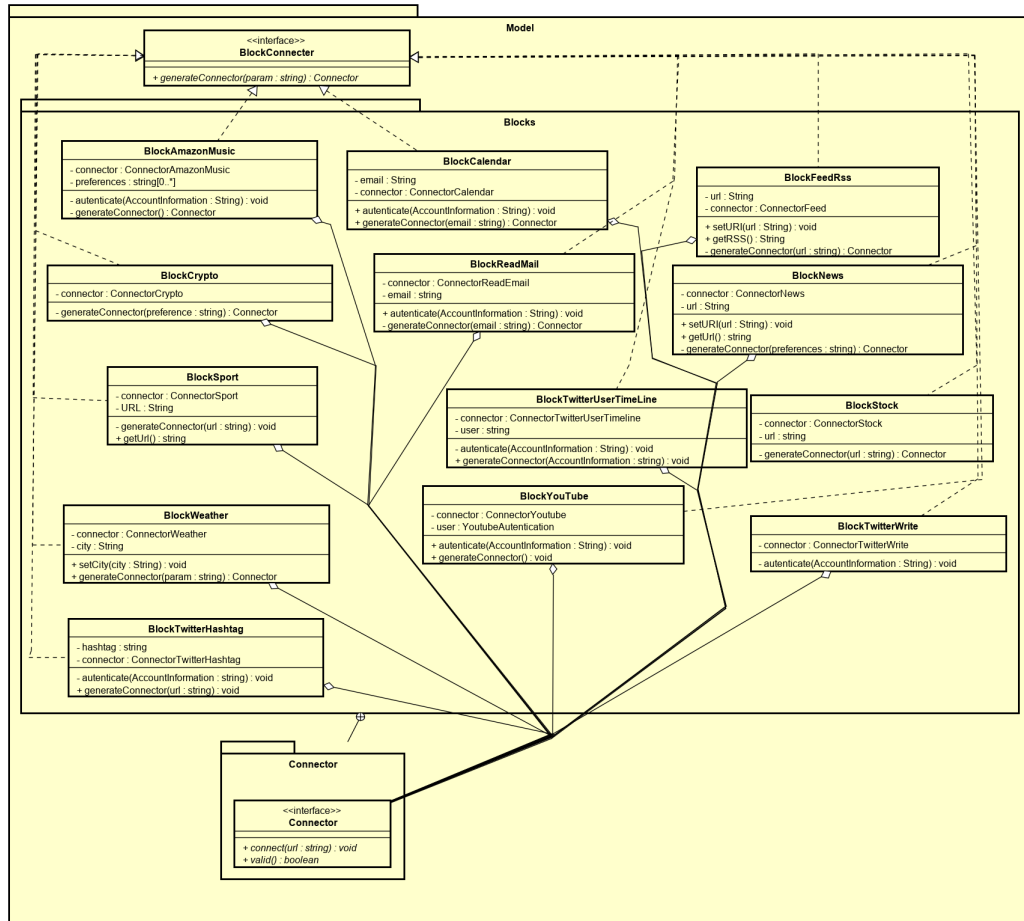 Model
<<interface>>
BlockConnecter
+ generateConnector(param : string) : Connector
Blocks
BlockAmazonMusic
- connector : ConnectorAmazonMusic
- preferences : string[0..*]
- autenticate(AccountInformation : String) : void
- generateConnector() : Connector
BlockCalendar
- email : String
- connector : ConnectorCalendar
+ autenticate(AccountInformation : String) : void
+ generateConnector(email : string) : Connector
BlockFeedRss
- url : String
- connector : ConnectorFeed
+ setURI(url : String) : void
+ getRSS() : String
- generateConnector(url : string) : Connector
BlockCrypto
- connector : ConnectorCrypto
- generateConnector(preference : string) : Connector
BlockReadMail
- connector : ConnectorReadEmail
- email : string
+ autenticate(AccountInformation : String) : void
- generateConnector(email : string) : Connector
BlockNews
- connector : ConnectorNews
- url : String
+ setURI(url : String) : void
+ getUrl() : string
- generateConnector(preferences : string) : Connector
BlockSport
- connector : ConnectorSport
- URL : String
- generateConnector(url : string) : void
+ getUrl() : string
BlockTwitterUserTimeLine
- connector : ConnectorTwitterUserTimeline
- user : string
- autenticate(AccountInformation : String) : void
+ generateConnector(AccountInformation : string) : void
BlockStock
- connector : ConnectorStock
- url : string
- generateConnector(url : string) : Connector
BlockWeather
- connector : ConnectorWeather
- city : String
+ setCity(city : String) : void
+ generateConnector(param : string) : Connector
BlockYouTube
- connector : ConnectorYoutube
- user : YoutubeAutentication
+ autenticate(AccountInformation : String) : void
+ generateConnector() : void
BlockTwitterWrite
- connector : ConnectorTwitterWrite
- autenticate(AccountInformation : String) : void
BlockTwitterHashtag
- hashtag : string
- connector : ConnectorTwitterHashtag
- autenticate(AccountInformation : string) : void
+ generateConnector(url : string) : void
Connector
<<interface>>
Connector
+ connect(url : string) : void
+ valid() : boolean